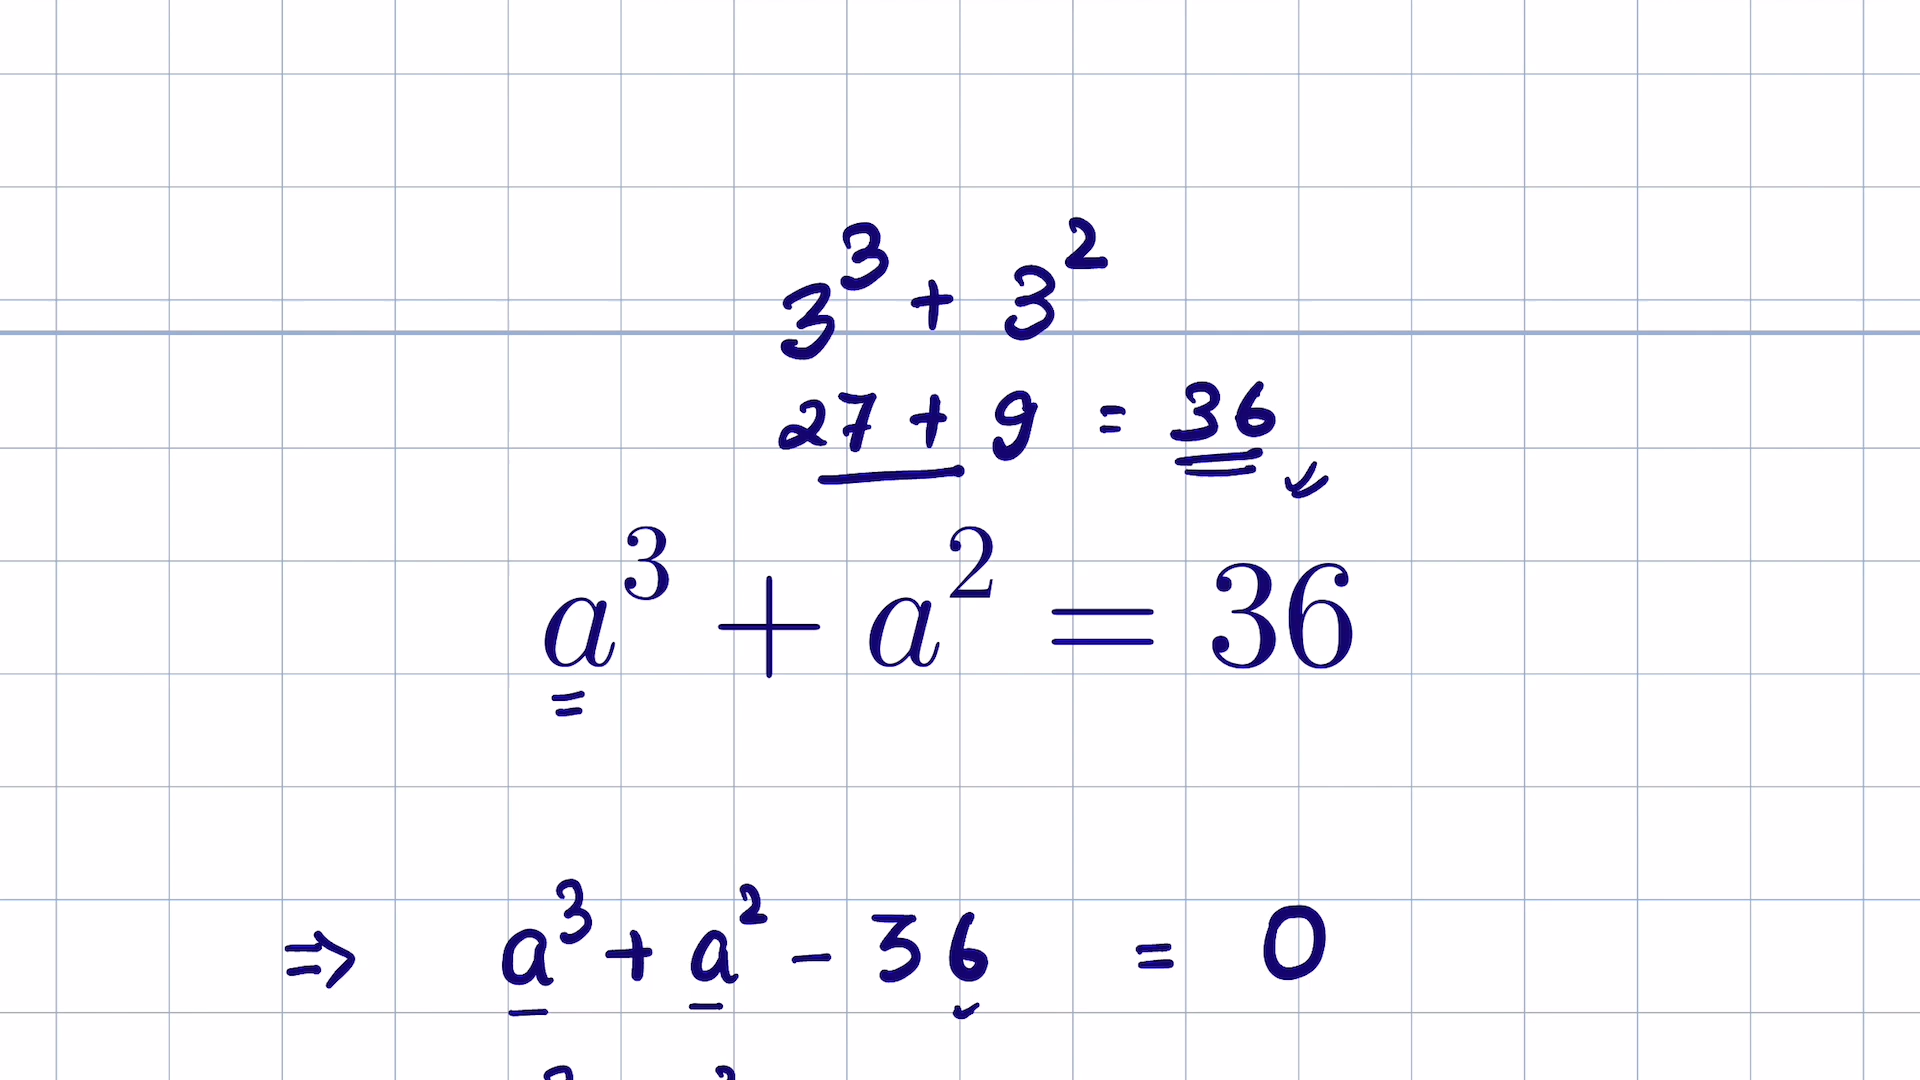 3³ + 3²
27 + 9 = 36
a³ + a² = 36
⇒ a³ + a² - 36 = 0